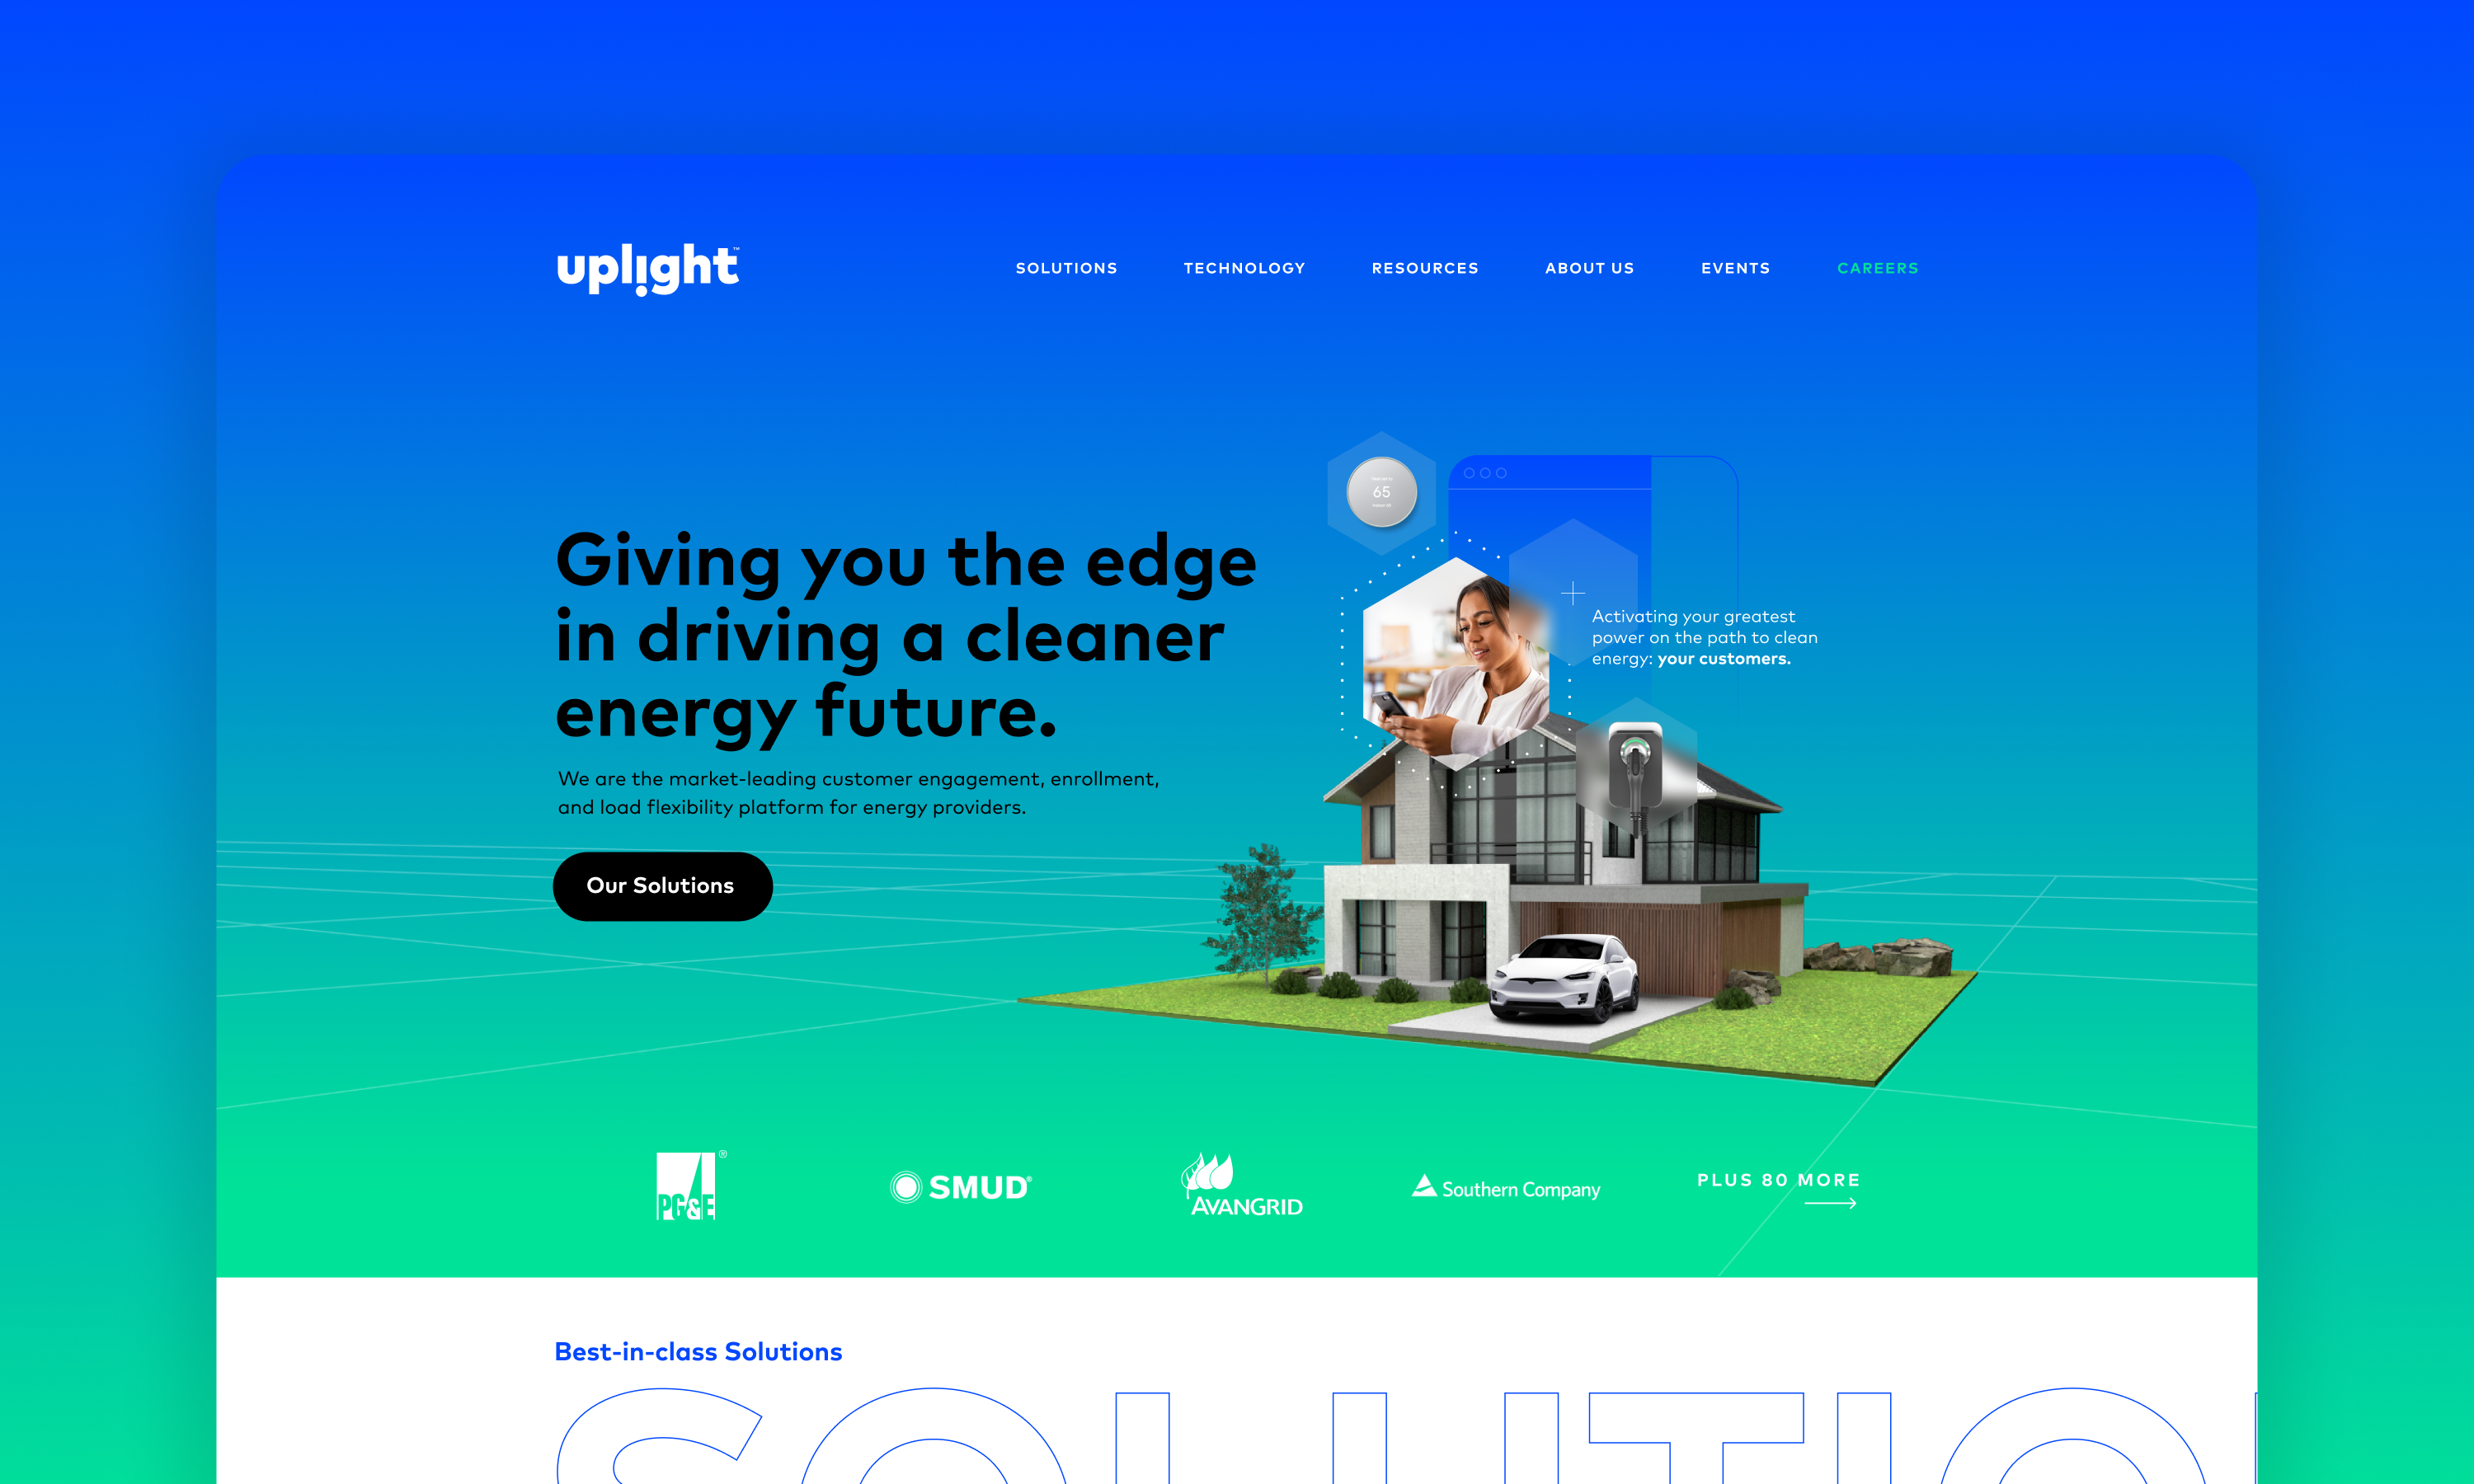 uplight™
SOLUTIONS
TECHNOLOGY
RESOURCES
ABOUT US
EVENTS
CAREERS
65
Giving you the edge
in driving a cleaner
energy future.
Activating your greatest
power on the path to clean
energy: your customers.
We are the market-leading customer engagement, enrollment,
and load flexibility platform for energy providers.
Our Solutions
PG&E®
SMUD®
AVANGRID
Southern Company
PLUS 80 MORE
Best-in-class Solutions
SOLUTIO